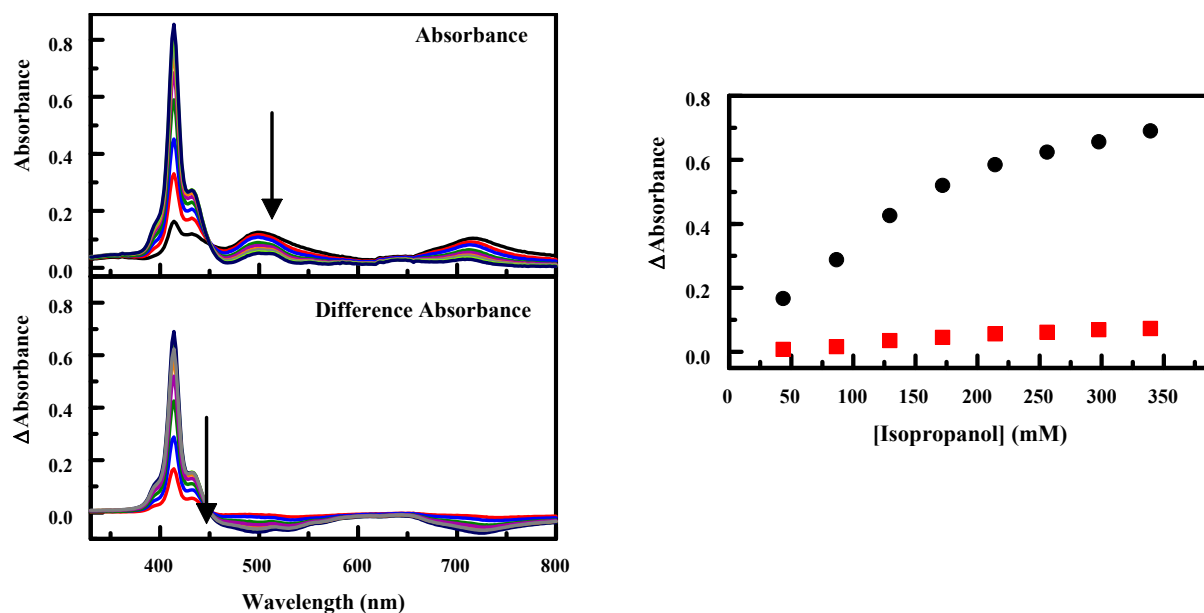 Absorbance
Absorbance
0.8
0.6
0.4
0.2
0.0
Difference Absorbance
Δ Absorbance
0.8
0.6
0.4
0.2
0.0
400 500 600 700 800
Wavelength (nm)
Δ Absorbance
0.8
0.6
0.4
0.2
0.0
0 50 100 150 200 250 300 350
[Isopropanol] (mM)